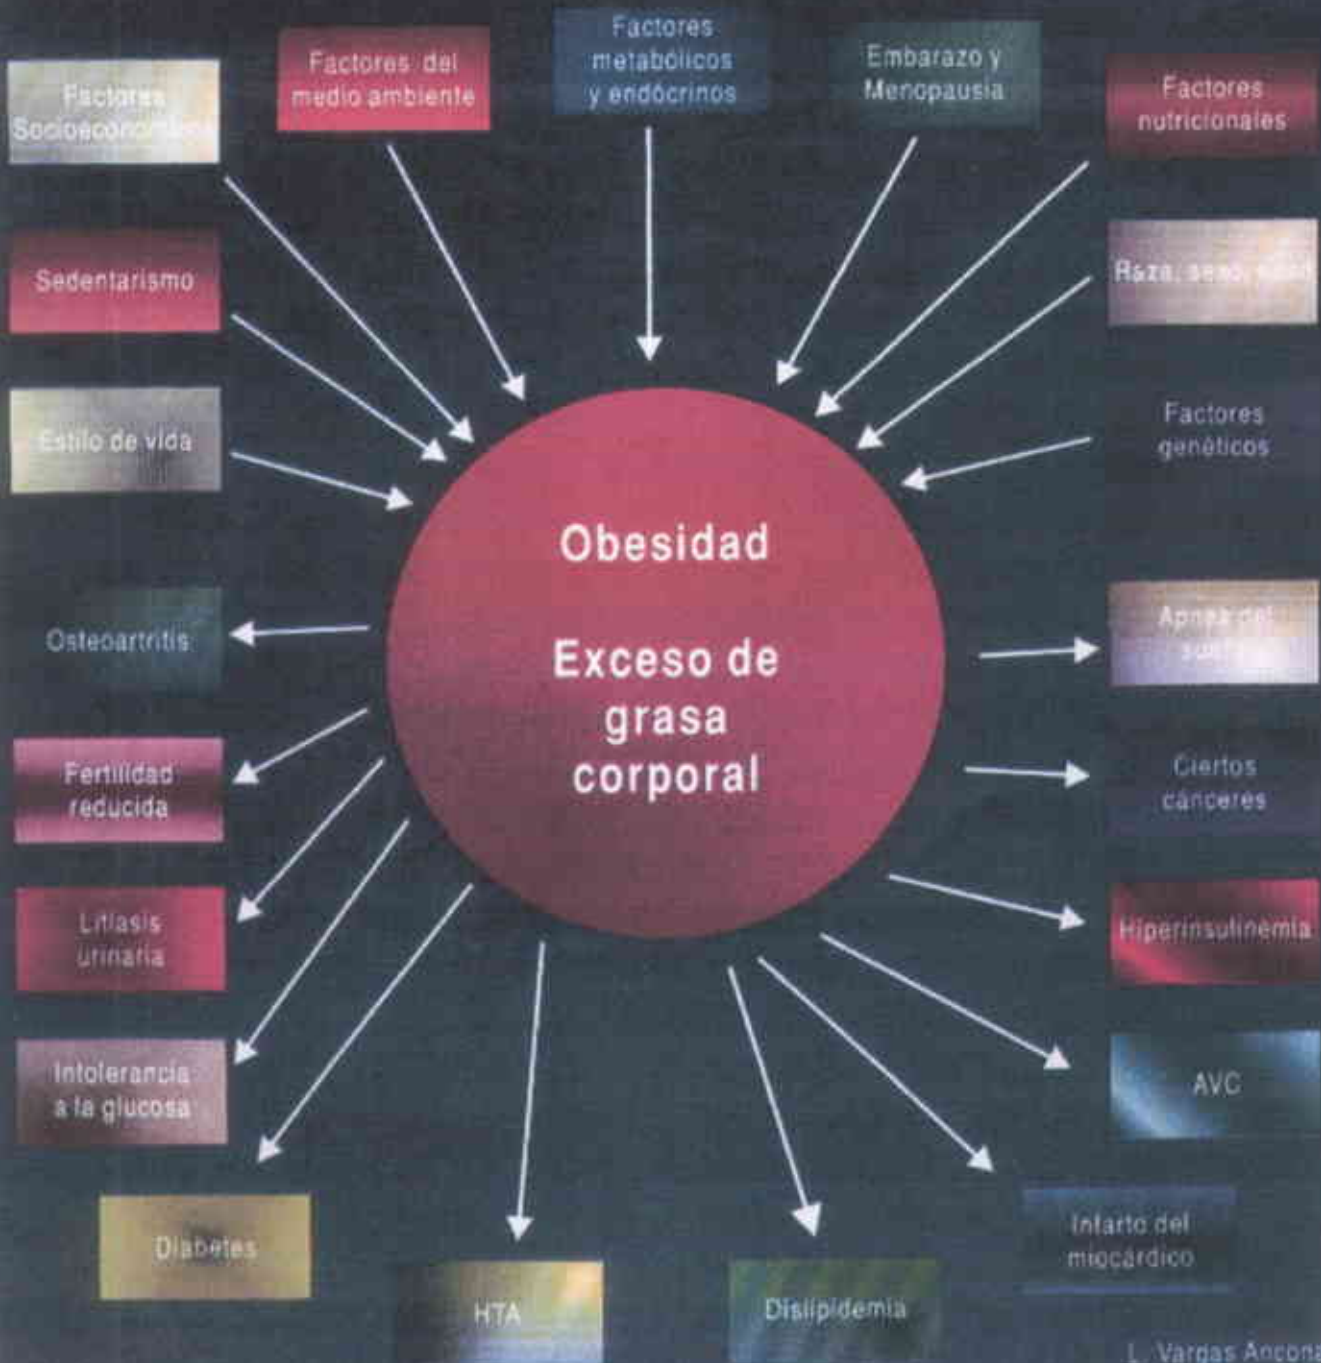 Factores
metabólicos
y endócrinos
Embarazo y
Menopausia
Factores del
medio ambiente
Factores
nutricionales
Factores
Sedentarismo
Raza, sexo,
Estilo de vida
Factores
genéticos
Obesidad
Exceso de
grasa
corporal
Osteoartritis
Apnea del
Fertilidad
reducida
Ciertos
cánceres
Litiasis
urinaria
Hiperinsulinemia
Intolerancia
a la glucosa
AVC
Diabetes
Infarto del
miocárdico
HTA
Dislipidemia
L. Vargas Ancona